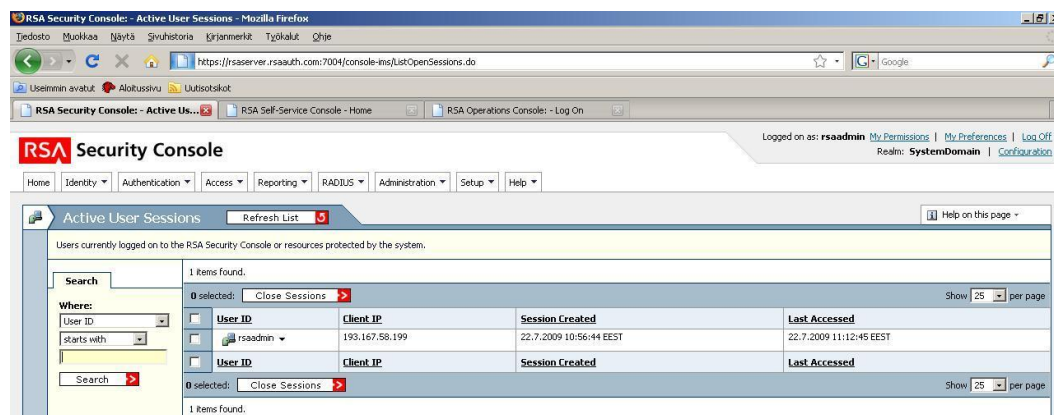 RSA Security Console: - Active User Sessions - Mozilla Firefox
Tiedosto Muokkaa Näytä Sivuhistoria Kirjanmerkit Työkalut Ohje
https://rsaserver.rsaauth.com:7004/console-ims/ListOpenSessions.do
Google
Useimmin avatut Aloitussivu Uutisotsikot
RSA Security Console: - Active Us... RSA Self-Service Console - Home RSA Operations Console: - Log On
Logged on as: rsaadmin My Permissions | My Preferences | Log Off
RSA Security Console
Realm: SystemDomain | Configuration
Home Identity Authentication Access Reporting RADIUS Administration Setup Help
Active User Sessions Refresh List Help on this page
Users currently logged on to the RSA Security Console or resources protected by the system.
Search
Where:
User ID
starts with
Search
1 items found.
0 selected: Close Sessions Show 25 per page
User ID Client IP Session Created Last Accessed
rsaadmin 193.167.58.199 22.7.2009 10:56:44 EEST 22.7.2009 11:12:45 EEST
User ID Client IP Session Created Last Accessed
0 selected: Close Sessions Show 25 per page
1 items found.